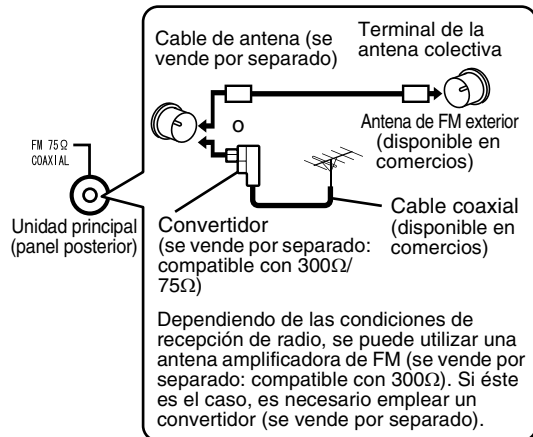 Cable de antena (se
vende por separado)
Terminal de la
antena colectiva
O
Antena de FM exterior
(disponible en
comercios)
FM 75 Ω
COAXIAL
Unidad principal
(panel posterior)
Convertidor
(se vende por separado:
compatible con 300Ω/
75Ω)
Cable coaxial
(disponible en
comercios)
Dependiendo de las condiciones de
recepción de radio, se puede utilizar una
antena amplificadora de FM (se vende por
separado: compatible con 300Ω). Si éste
es el caso, es necesario emplear un
convertidor (se vende por separado).